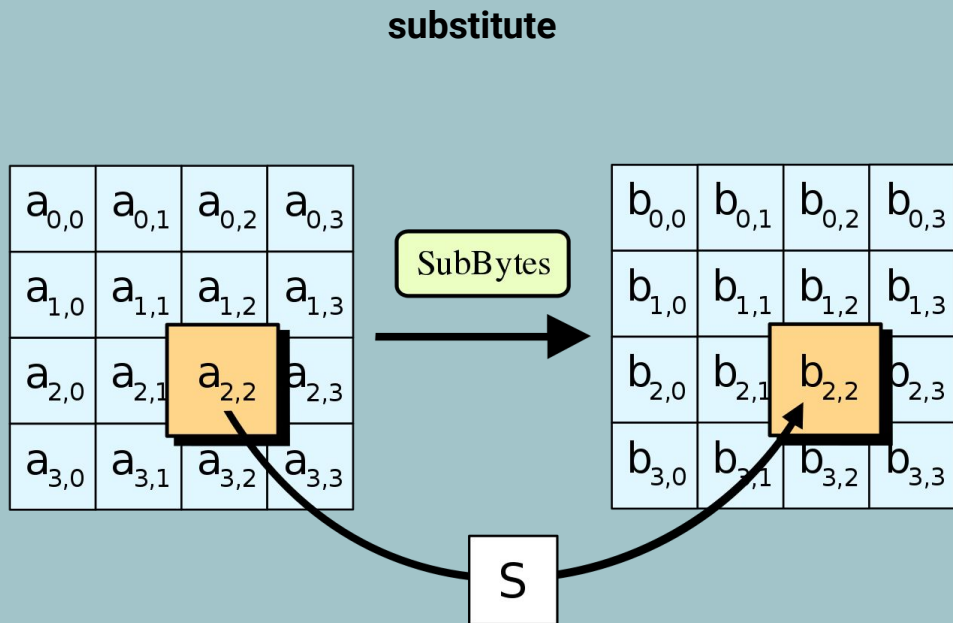 substitute
a0,0 a0,1 a0,2 a0,3 b0,0 b0,1 b0,2 b0,3
SubBytes
a1,0 a1,1 a1,2 a1,3 b1,0 b1,1 b1,2 b1,3
a2,0 a2,1 a2,2 a2,3 b2,0 b2,1 b2,2 b2,3
a3,0 a3,1 a3,2 a3,3 b3,0 b3,1 b3,2 b3,3
S